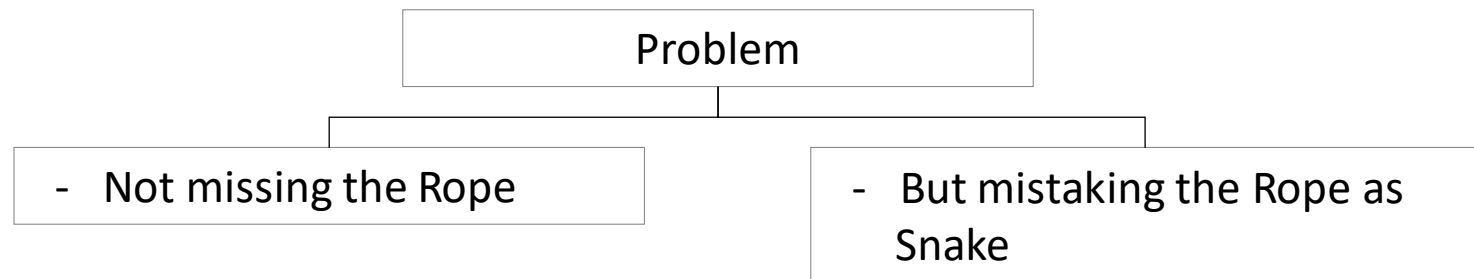 Problem
- Not missing the Rope
- But mistaking the Rope as
Snake